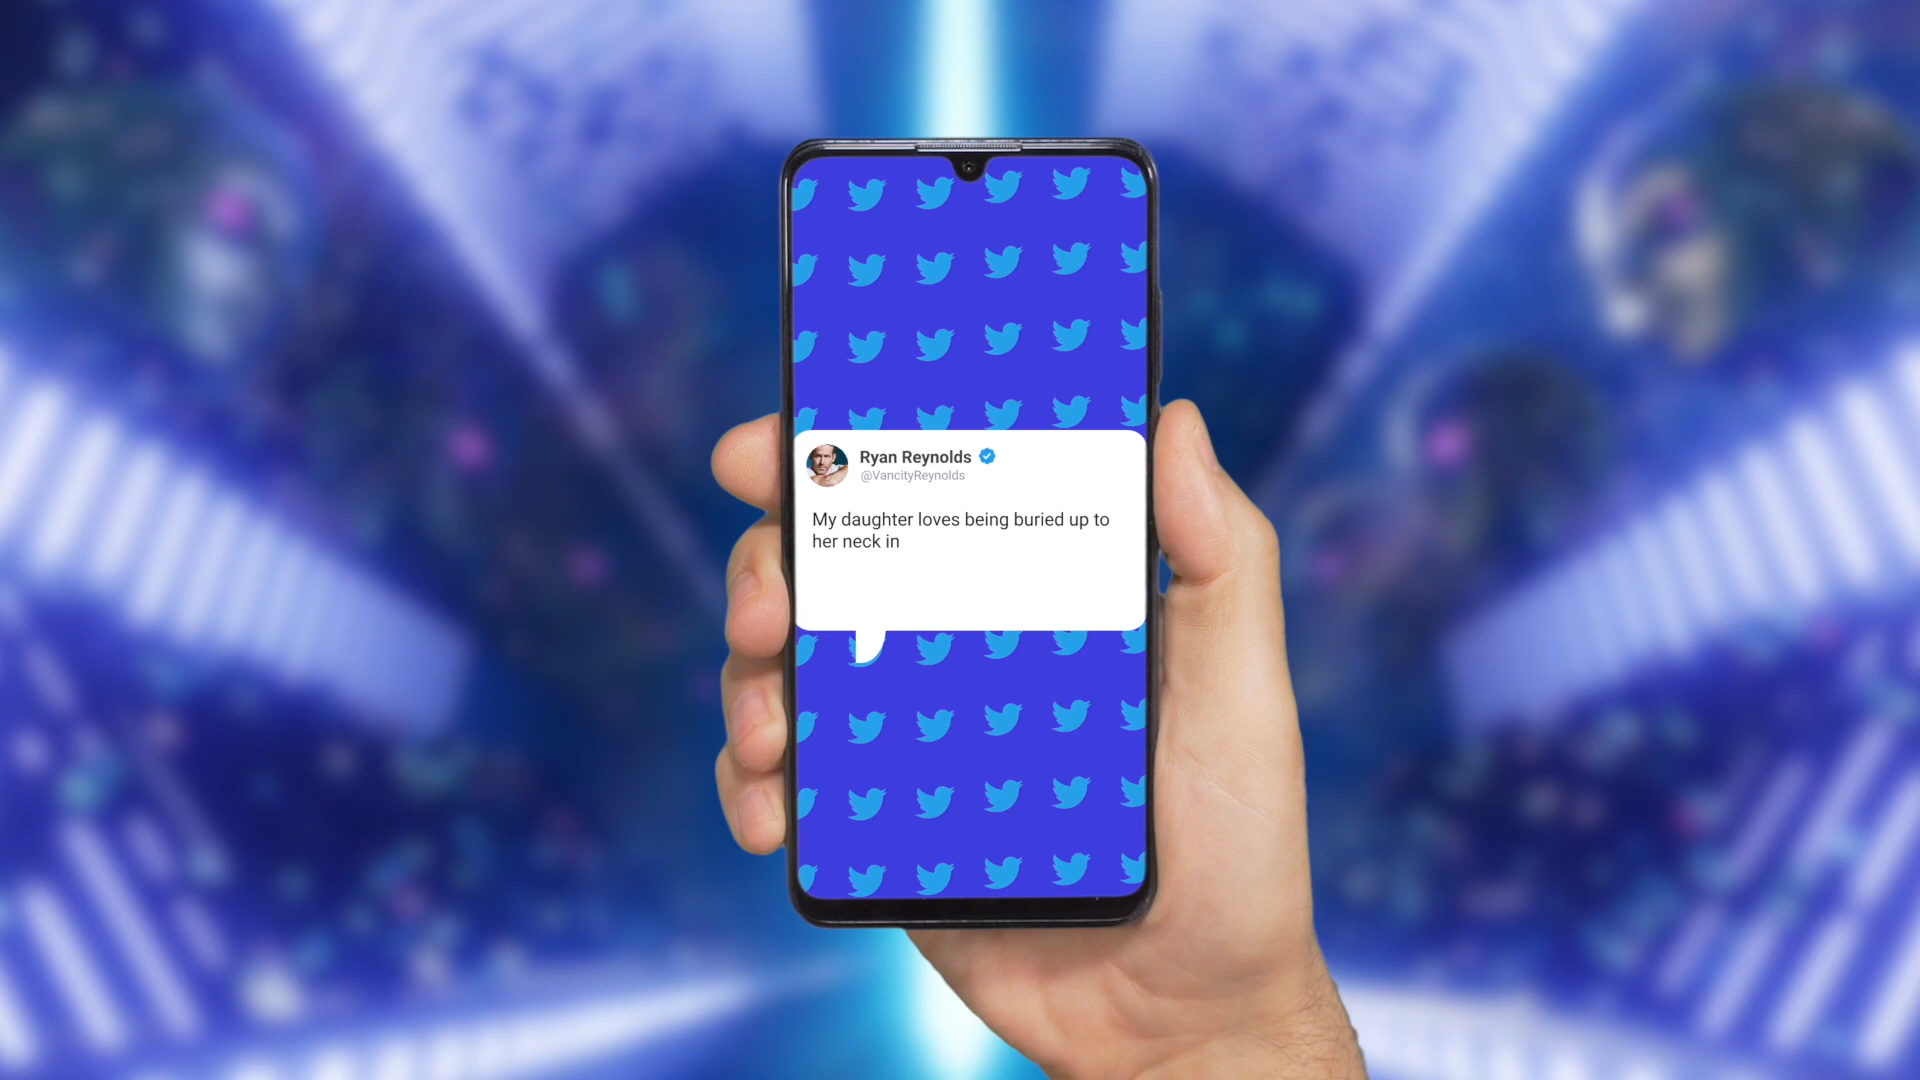 Ryan Reynolds
@VancityReynolds
My daughter loves being buried up to
her neck in